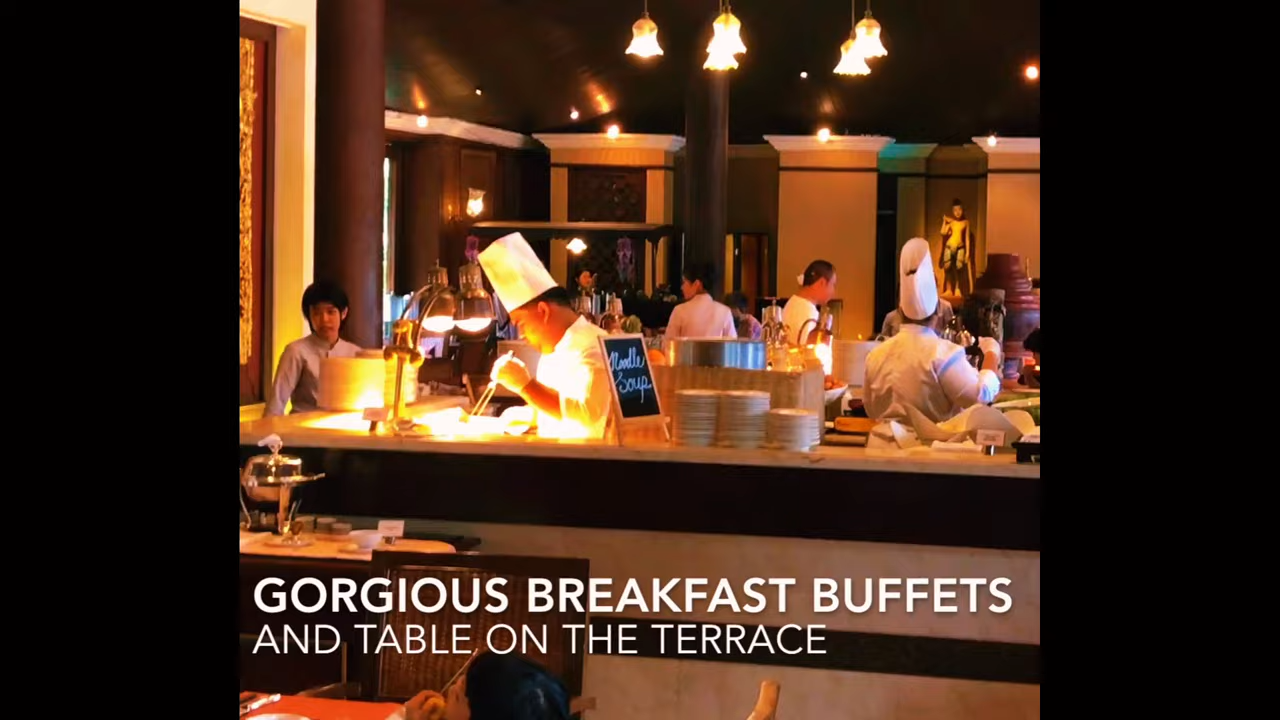 Noodle
Soup
GORGIOUS BREAKFAST BUFFETS
AND TABLE ON THE TERRACE